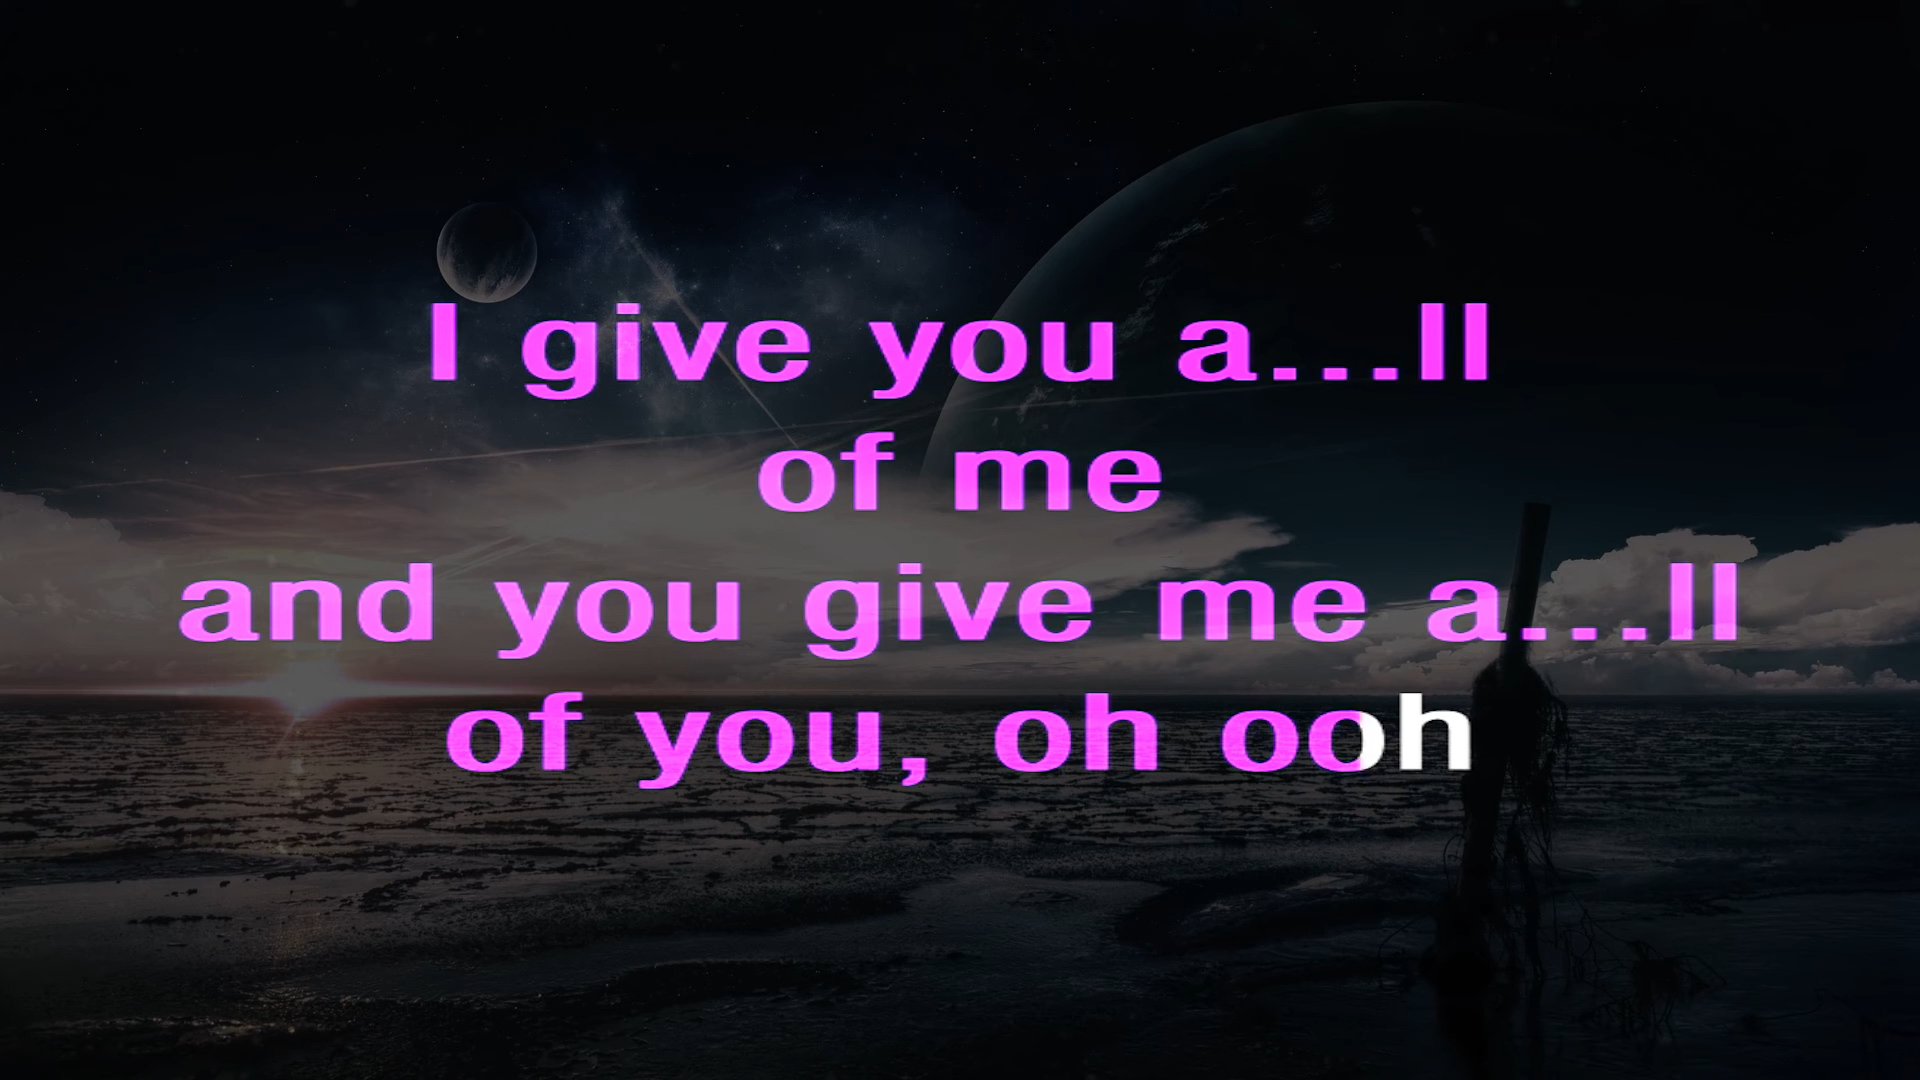 I give you a...ll
of me
and you give me a...ll
of you, oh ooh